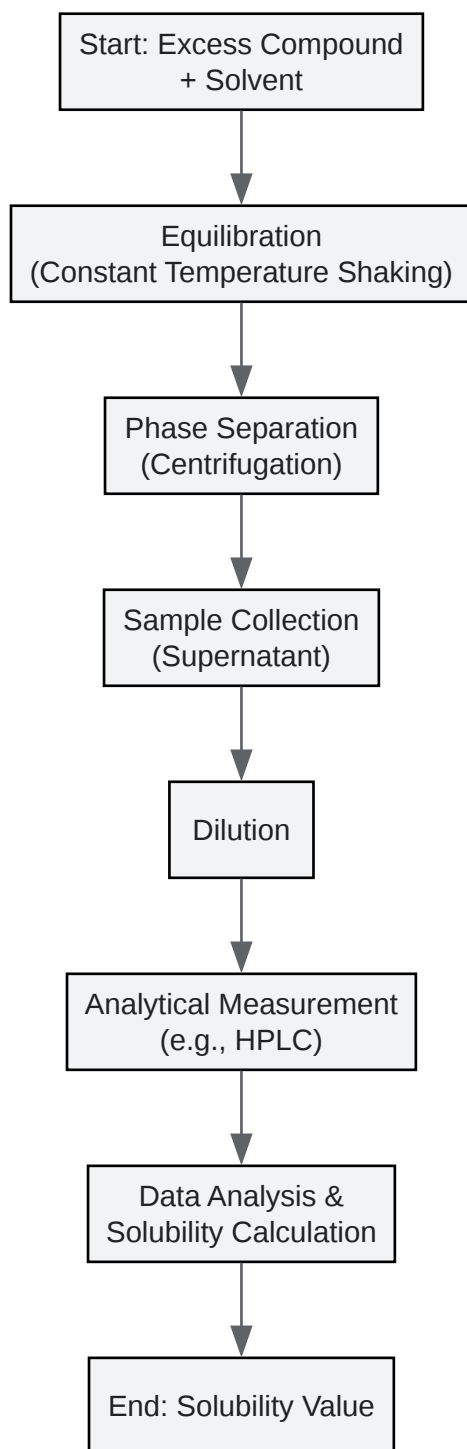 Start: Excess Compound
+ Solvent
Equilibration
(Constant Temperature Shaking)
Phase Separation
(Centrifugation)
Sample Collection
(Supernatant)
Dilution
Analytical Measurement
(e.g., HPLC)
Data Analysis &
Solubility Calculation
End: Solubility Value